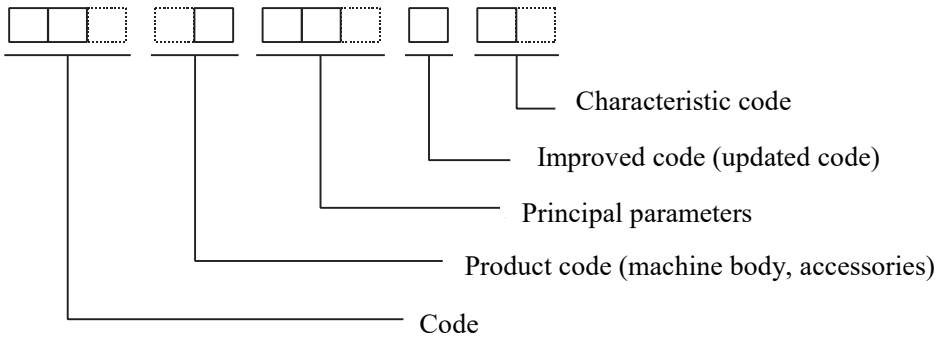 Characteristic code
Improved code (updated code)
Principal parameters
Product code (machine body, accessories)
Code